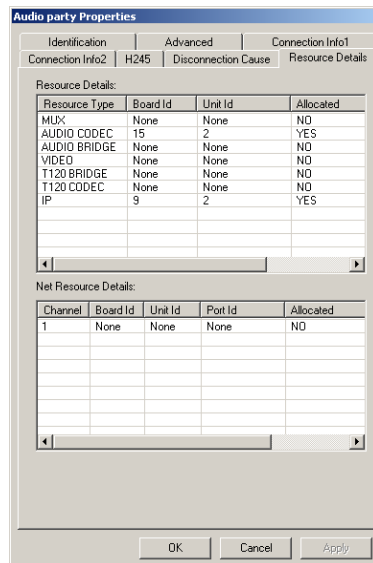 Audio party Properties
Identification Advanced Connection Info1
Connection Info2 H245 Disconnection Cause Resource Details
Resource Details:
Resource Type Board Id Unit Id Allocated
MUX None None NO
AUDIO CODEC 15 2 YES
AUDIO BRIDGE None None NO
VIDEO None None NO
T120 BRIDGE None None NO
T120 CODEC None None NO
IP 9 2 YES
Net Resource Details:
Channel Board Id Unit Id Port Id Allocated
1 None None None NO
OK Cancel Apply